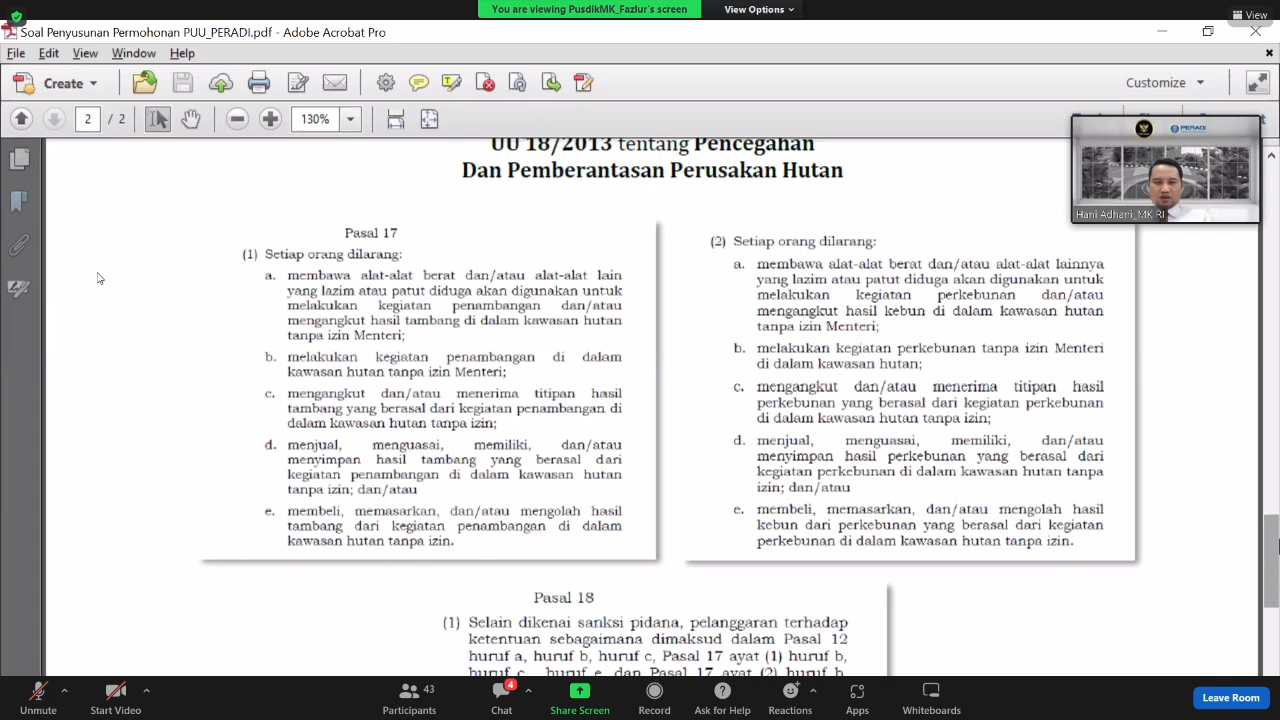 You are viewing PusdikMK_Fazlur's screen
View Options
View
Soal Penyusunan Permohonan PUU_PERADI.pdf - Adobe Acrobat Pro
File Edit View Window Help
Create
Customize
2 / 2
130%
PERADI
Hani Adhani_MK RI
UU 18/2013 tentang Pencegahan
Dan Pemberantasan Perusakan Hutan
Pasal 17
(1) Setiap orang dilarang:
a. membawa alat-alat berat dan/atau alat-alat lain
yang lazim atau patut diduga akan digunakan untuk
melakukan kegiatan penambangan dan/atau
mengangkut hasil tambang di dalam kawasan hutan
tanpa izin Menteri;
b. melakukan kegiatan penambangan di dalam
kawasan hutan tanpa izin Menteri;
c. mengangkut dan/atau menerima titipan hasil
tambang yang berasal dari kegiatan penambangan di
dalam kawasan hutan tanpa izin;
d. menjual, menguasai, memiliki, dan/atau
menyimpan hasil tambang yang berasal dari
kegiatan penambangan di dalam kawasan hutan
tanpa izin; dan/atau
e. membeli, memasarkan, dan/atau mengolah hasil
tambang dari kegiatan penambangan di dalam
kawasan hutan tanpa izin.
(2) Setiap orang dilarang:
a. membawa alat-alat berat dan/atau alat-alat lainnya
yang lazim atau patut diduga akan digunakan untuk
melakukan kegiatan perkebunan dan/atau
mengangkut hasil kebun di dalam kawasan hutan
tanpa izin Menteri;
b. melakukan kegiatan perkebunan tanpa izin Menteri
di dalam kawasan hutan;
c. mengangkut dan/atau menerima titipan hasil
perkebunan yang berasal dari kegiatan perkebunan
di dalam kawasan hutan tanpa izin;
d. menjual, menguasai, memiliki, dan/atau
menyimpan hasil perkebunan yang berasal dari
kegiatan perkebunan di dalam kawasan hutan tanpa
izin; dan/atau
e. membeli, memasarkan, dan/atau mengolah hasil
kebun dari perkebunan yang berasal dari kegiatan
perkebunan di dalam kawasan hutan tanpa izin.
Pasal 18
(1) Selain dikenai sanksi pidana, pelanggaran terhadap
ketentuan sebagaimana dimaksud dalam Pasal 12
huruf a, huruf b, huruf c, Pasal 17 ayat (1) huruf b,
huruf c, huruf e, dan Pasal 17 ayat (2) huruf b,
Unmute
Start Video
43
Participants
4
Chat
Share Screen
Record
Ask for Help
Reactions
Apps
Whiteboards
Leave Room